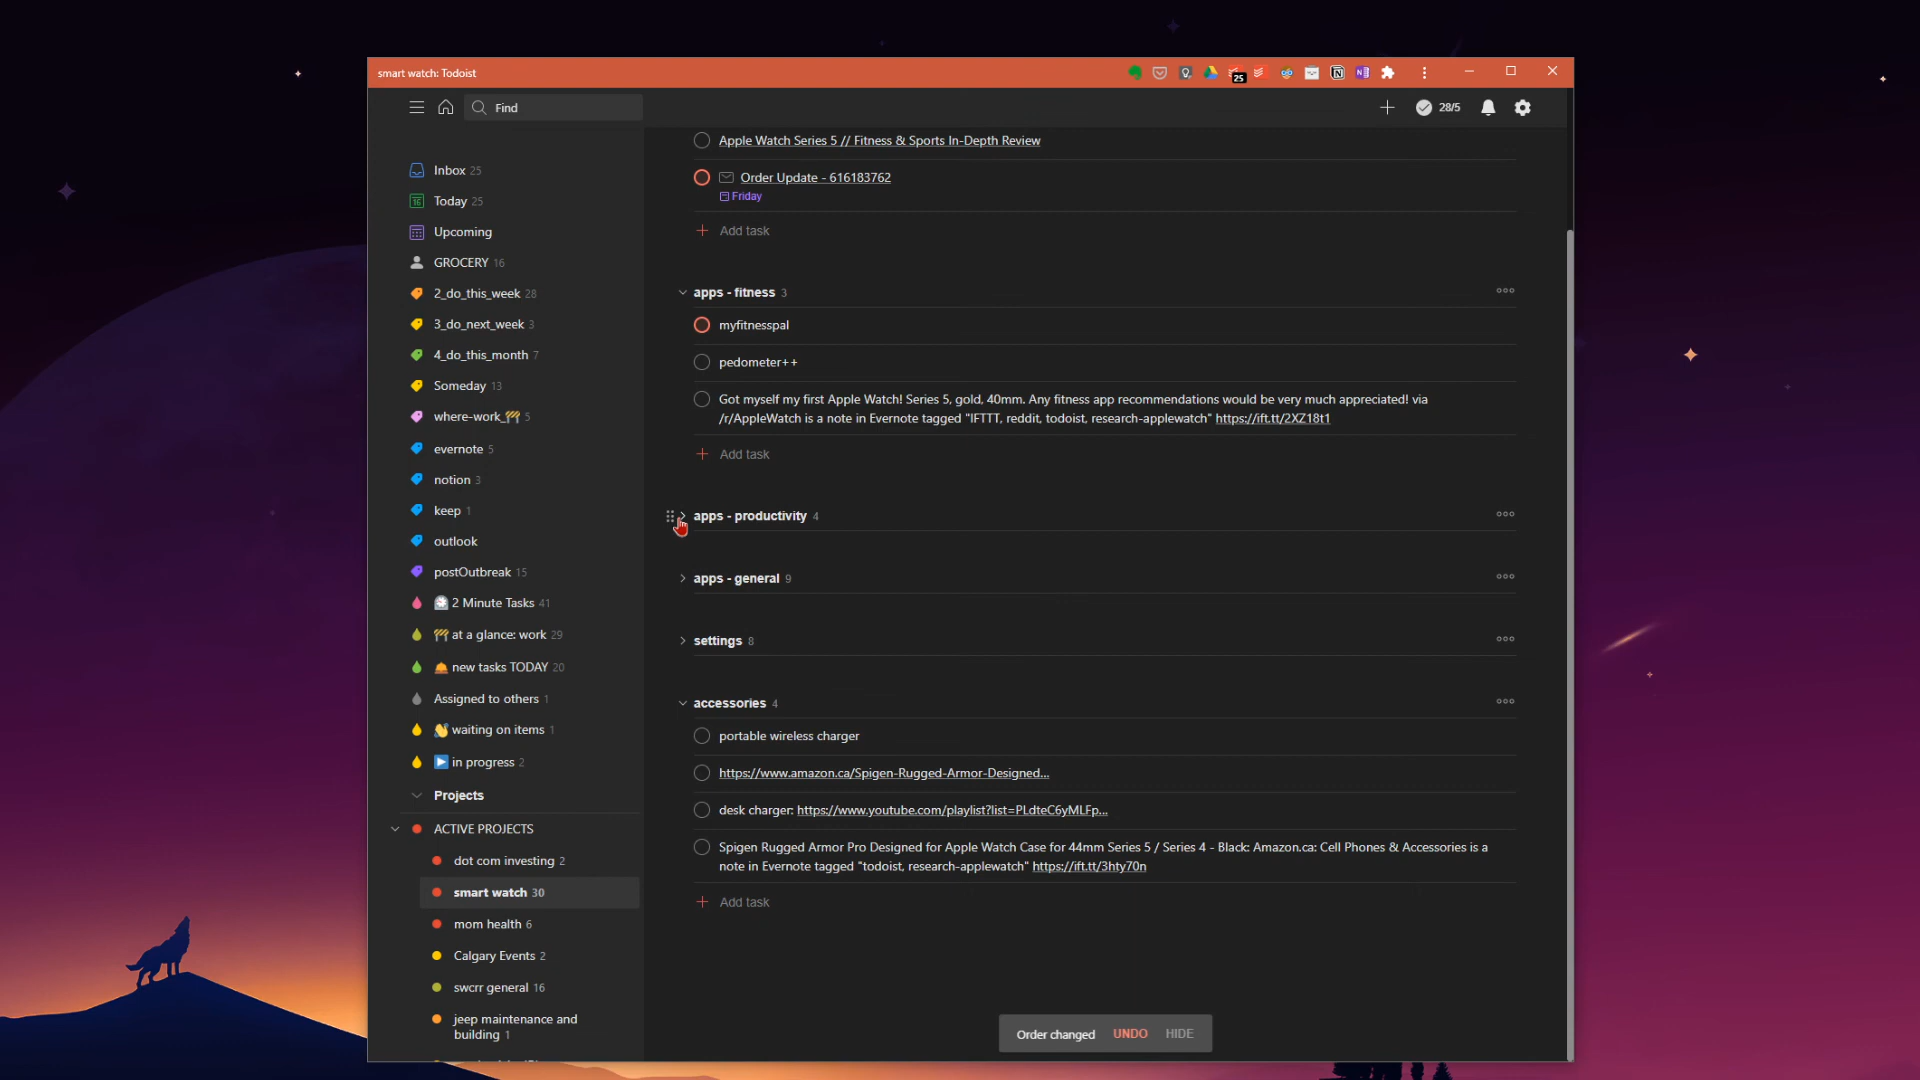 smart watch: Todoist
25
Find
28/5
Inbox 25
Today 25
Upcoming
GROCERY 16
2_do_this_week 28
3_do_next_week 3
4_do_this_month 7
Someday 13
where-work_🚧 5
evernote 5
notion 3
keep 1
outlook
postOutbreak 15
2 Minute Tasks 41
🚧 at a glance: work 29
🛎 new tasks TODAY 20
Assigned to others 1
👋 waiting on items 1
▶ in progress 2
Projects
ACTIVE PROJECTS
dot com investing 2
smart watch 30
mom health 6
Calgary Events 2
swcrr general 16
jeep maintenance and
building 1
Apple Watch Series 5 // Fitness & Sports In-Depth Review
Order Update - 616183762
Friday
+ Add task
apps - fitness 3
myfitnesspal
pedometer++
Got myself my first Apple Watch! Series 5, gold, 40mm. Any fitness app recommendations would be very much appreciated! via
/r/AppleWatch is a note in Evernote tagged "IFTTT, reddit, todoist, research-applewatch" https://ift.tt/2XZ18t1
+ Add task
apps - productivity 4
apps - general 9
settings 8
accessories 4
portable wireless charger
https://www.amazon.ca/Spigen-Rugged-Armor-Designed...
desk charger: https://www.youtube.com/playlist?list=PLdteC6yMLFp...
Spigen Rugged Armor Pro Designed for Apple Watch Case for 44mm Series 5 / Series 4 - Black: Amazon.ca: Cell Phones & Accessories is a
note in Evernote tagged "todoist, research-applewatch" https://ift.tt/3hty70n
+ Add task
Order changed UNDO HIDE